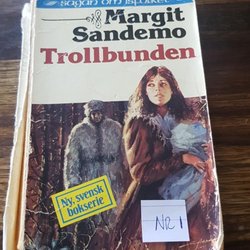 sagan om isfolket
Margit
Sandemo
Trollbunden
Ny, svensk
bokserie
NR 1